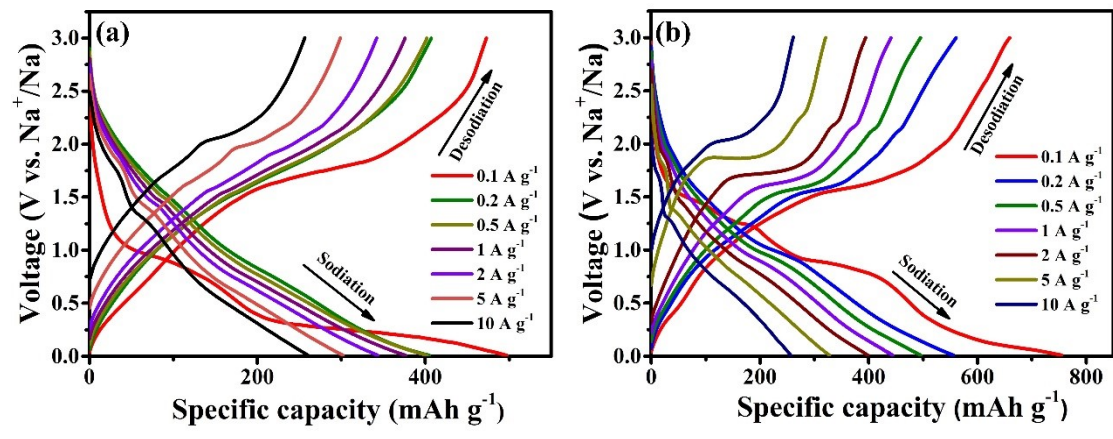 (a)
Voltage (V vs. Na⁺/Na)
3.0
2.5
2.0
1.5
1.0
0.5
0.0
0
200
400
Specific capacity (mAh g⁻¹)
Desodiation
Sodiation
0.1 A g⁻¹
0.2 A g⁻¹
0.5 A g⁻¹
1 A g⁻¹
2 A g⁻¹
5 A g⁻¹
10 A g⁻¹
(b)
Voltage (V vs. Na⁺/Na)
3.0
2.5
2.0
1.5
1.0
0.5
0.0
0
200
400
600
800
Specific capacity (mAh g⁻¹)
Desodiation
Sodiation
0.1 A g⁻¹
0.2 A g⁻¹
0.5 A g⁻¹
1 A g⁻¹
2 A g⁻¹
5 A g⁻¹
10 A g⁻¹